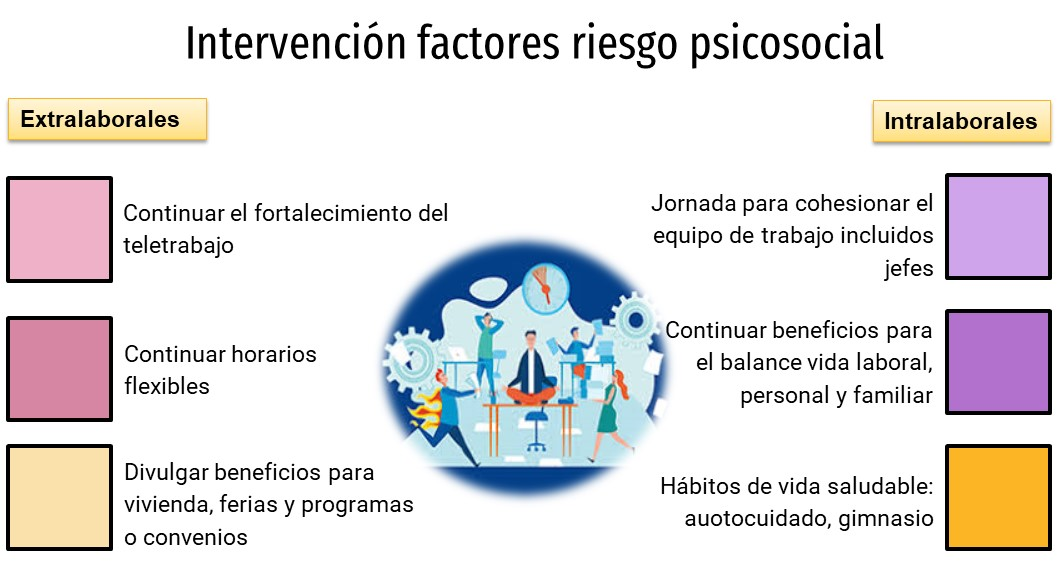 Intervención factores riesgo psicosocial
Extralaborales
Continuar el fortalecimiento del
teletrabajo
Continuar horarios
flexibles
Divulgar beneficios para
vivienda, ferias y programas
o convenios
Intralaborales
Jornada para cohesionar el
equipo de trabajo incluidos
jefes
Continuar beneficios para
el balance vida laboral,
personal y familiar
Hábitos de vida saludable:
auotocuidado, gimnasio